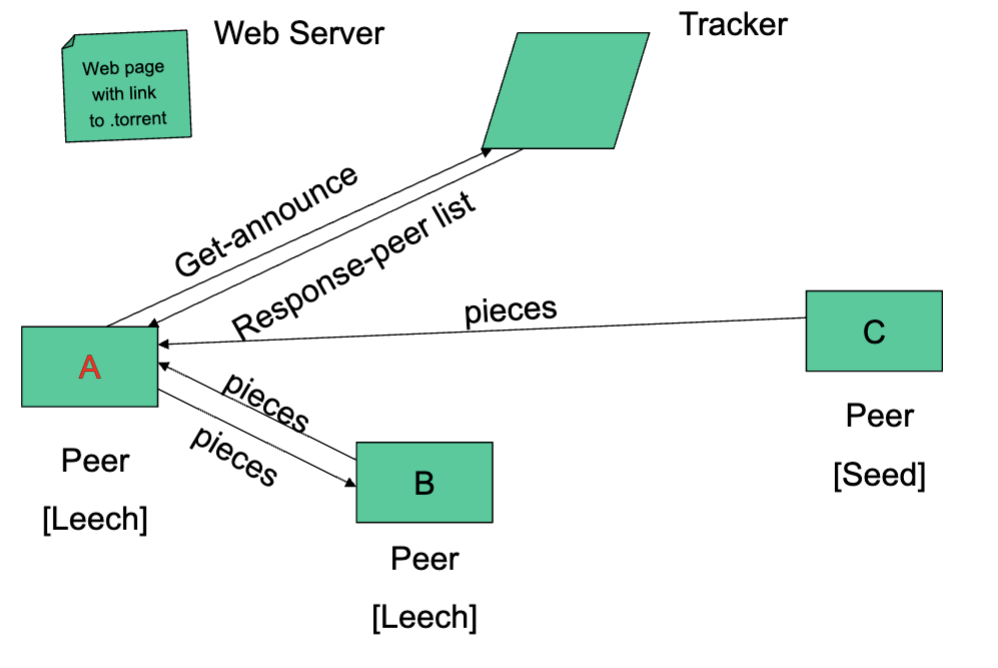 Web Server
Tracker
Web page
with link
to .torrent
Get-announce
Response-peer list
pieces
C
A
pieces
pieces
Peer
[Seed]
Peer
[Leech]
B
Peer
[Leech]